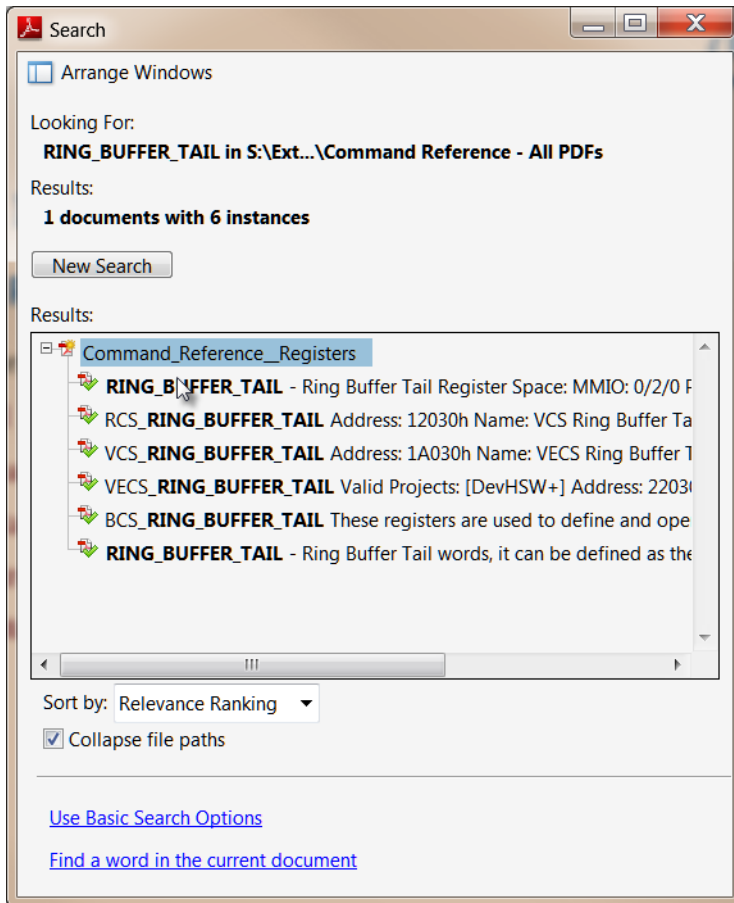 Search
Arrange Windows
Looking For:
RING_BUFFER_TAIL in S:\Ext...\Command Reference - All PDFs
Results:
1 documents with 6 instances
New Search
Results:
Command_Reference__Registers
RING_BUFFER_TAIL - Ring Buffer Tail Register Space: MMIO: 0/2/0
RCS_RING_BUFFER_TAIL Address: 12030h Name: VCS Ring Buffer Ta
VCS_RING_BUFFER_TAIL Address: 1A030h Name: VECS Ring Buffer
VECS_RING_BUFFER_TAIL Valid Projects: [DevHSW+] Address: 2203
BCS_RING_BUFFER_TAIL These registers are used to define and ope
RING_BUFFER_TAIL - Ring Buffer Tail words, it can be defined as the
Sort by: Relevance Ranking
Collapse file paths
Use Basic Search Options
Find a word in the current document